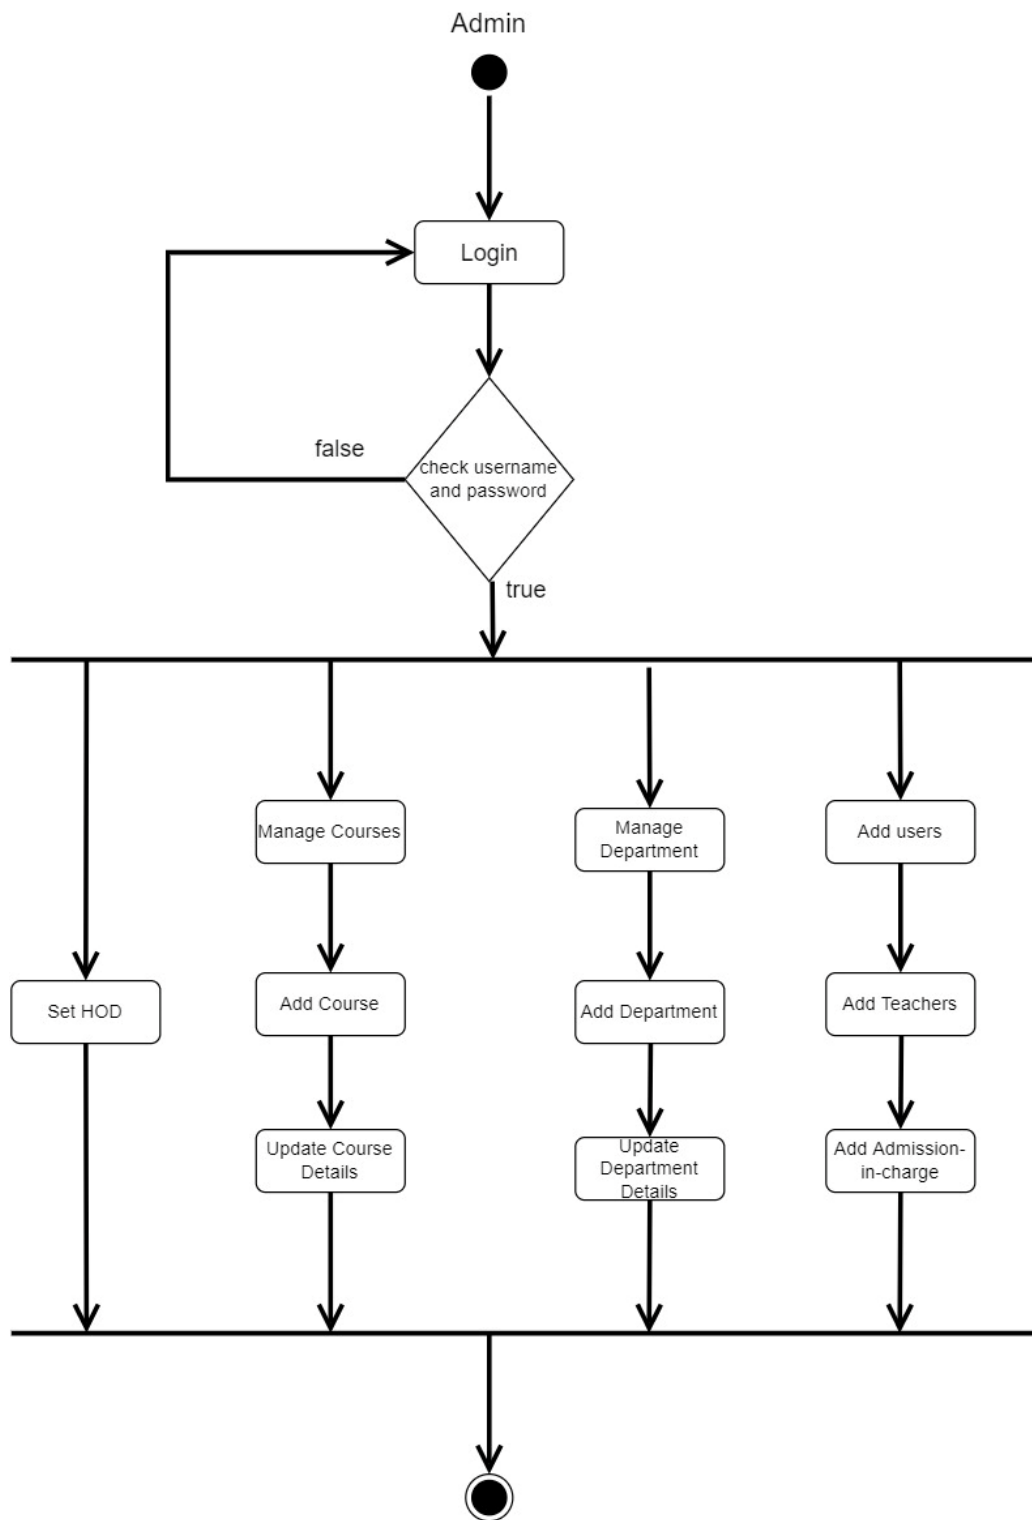 Admin
Login
false
check username
and password
true
Manage Courses
Manage
Department
Add users
Set HOD
Add Course
Add Department
Add Teachers
Update Course
Details
Update
Department
Details
Add Admission-
in-charge